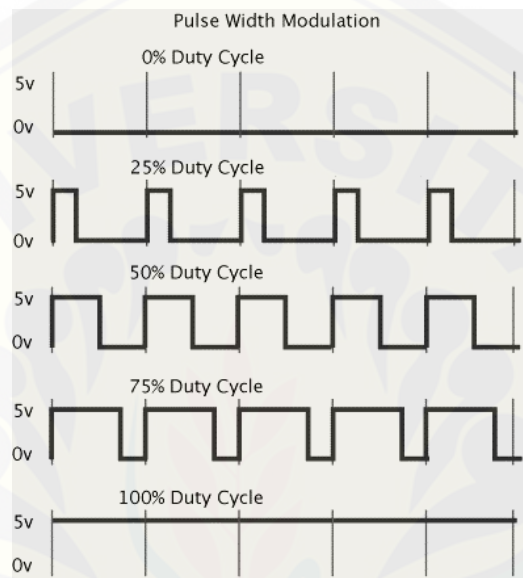 Pulse Width Modulation
0% Duty Cycle
5v
0v
25% Duty Cycle
5v
0v
50% Duty Cycle
5v
0v
75% Duty Cycle
5v
0v
100% Duty Cycle
5v
0v